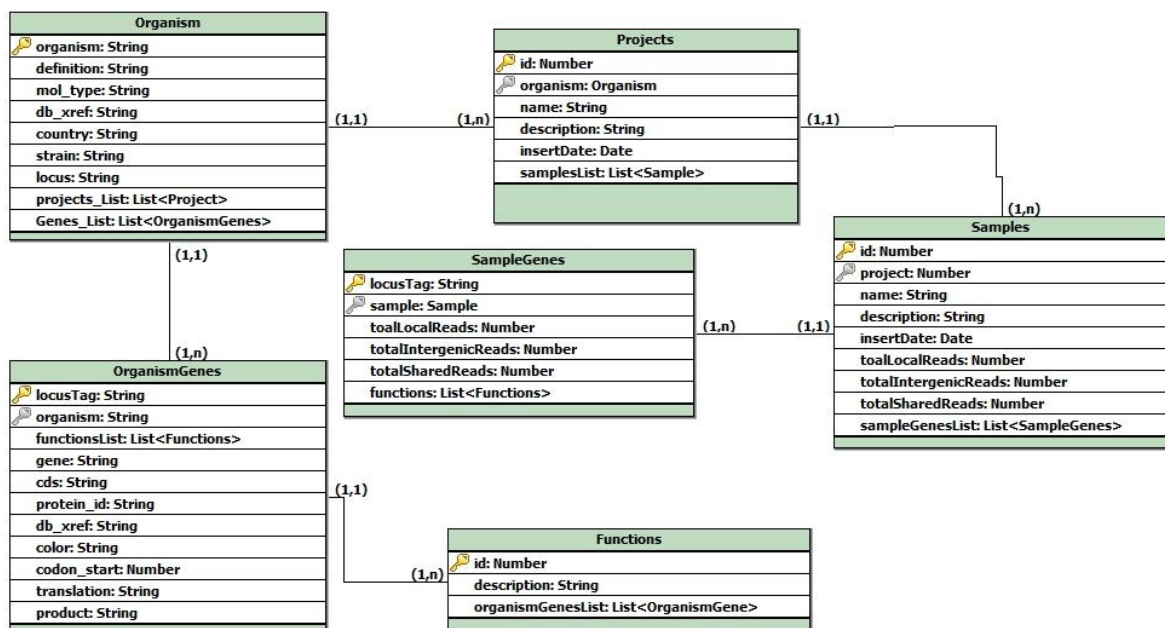 Organism
organism: String
definition: String
mol_type: String
db_xref: String
country: String
strain: String
locus: String
projects_List: List<Project>
Genes_List: List<OrganismGenes>
(1,1)
(1,n)
Projects
id: Number
organism: Organism
name: String
description: String
insertDate: Date
samplesList: List<Sample>
(1,1)
(1,n)
Samples
id: Number
project: Number
name: String
description: String
insertDate: Date
toalLocalReads: Number
totalIntergenicReads: Number
totalSharedReads: Number
sampleGenesList: List<SampleGenes>
SampleGenes
locusTag: String
sample: Sample
toalLocalReads: Number
totalIntergenicReads: Number
totalSharedReads: Number
functions: List<Functions>
(1,n)
(1,1)
(1,1)
(1,n)
OrganismGenes
locusTag: String
organism: String
functionsList: List<Functions>
gene: String
cds: String
protein_id: String
db_xref: String
color: String
codon_start: Number
translation: String
product: String
(1,1)
(1,n)
Functions
id: Number
description: String
organismGenesList: List<OrganismGene>